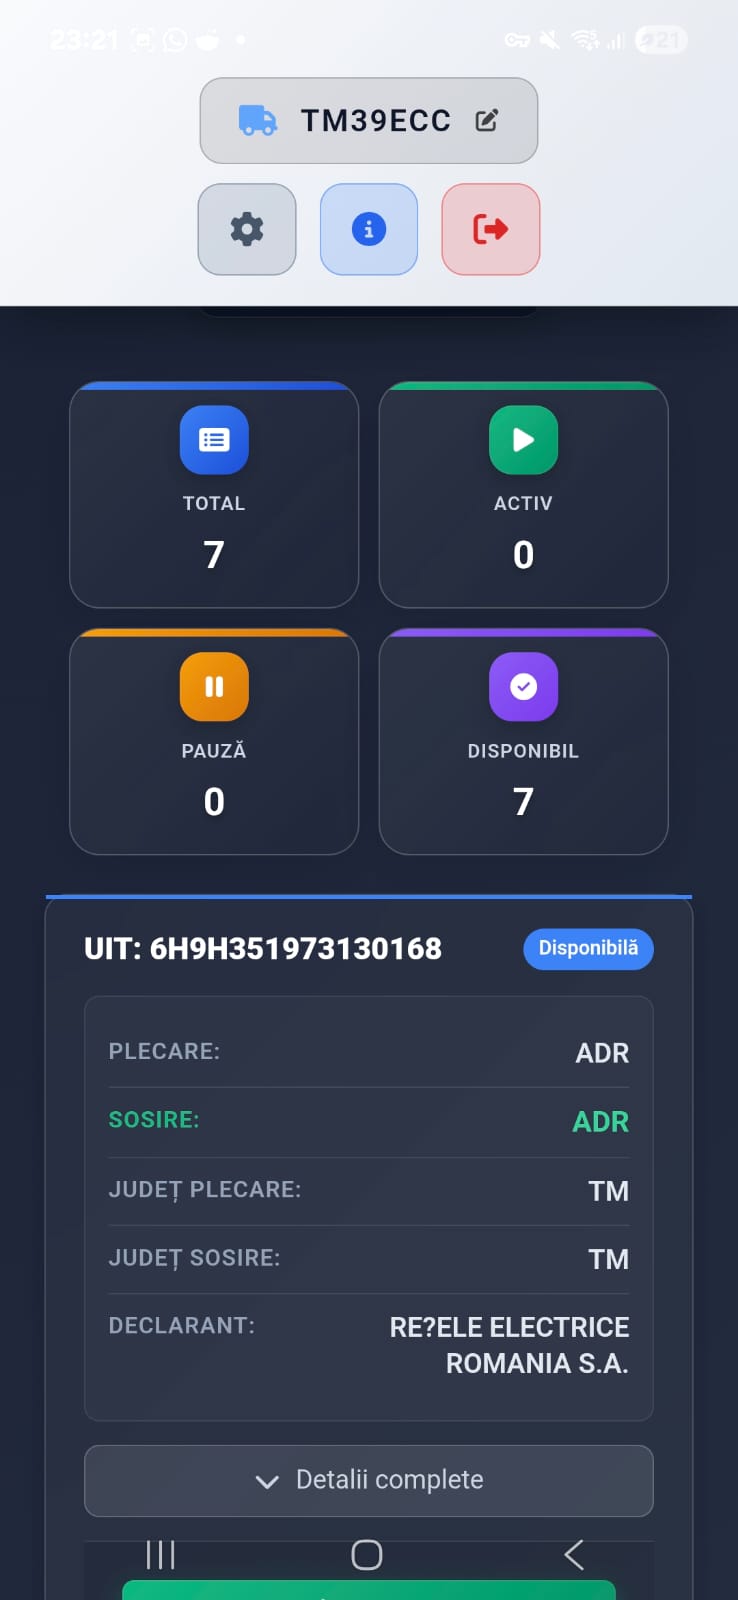 23:21
21
TM39ECC
TOTAL
7
ACTIV
0
PAUZĂ
0
DISPONIBIL
7
UIT: 6H9H351973130168
Disponibilă
PLECARE:
ADR
SOSIRE:
ADR
JUDEȚ PLECARE:
TM
JUDEȚ SOSIRE:
TM
DECLARANT:
RE?ELE ELECTRICE
ROMANIA S.A.
Detalii complete